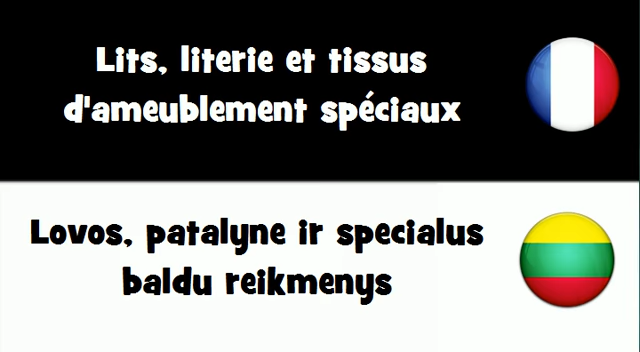 Lits, literie et tissus
d'ameublement spéciaux
Lovos, patalyne ir specialus
baldu reikmenys